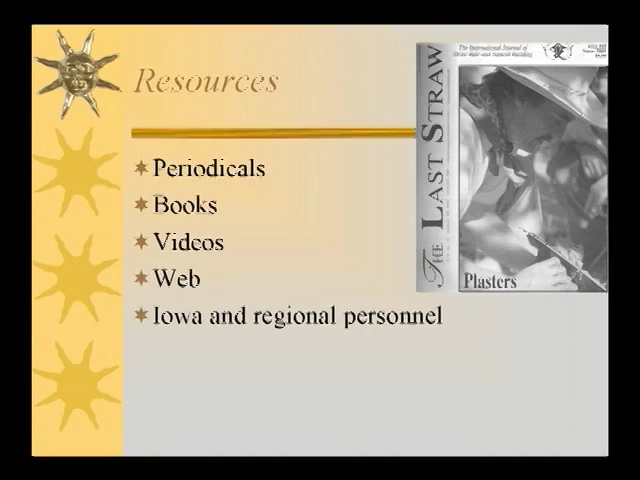 Resources
Periodicals
Books
Videos
Web
Iowa and regional personnel
THE LAST STRAW
The International Journal of
Straw Bale and Natural Building
Plasters